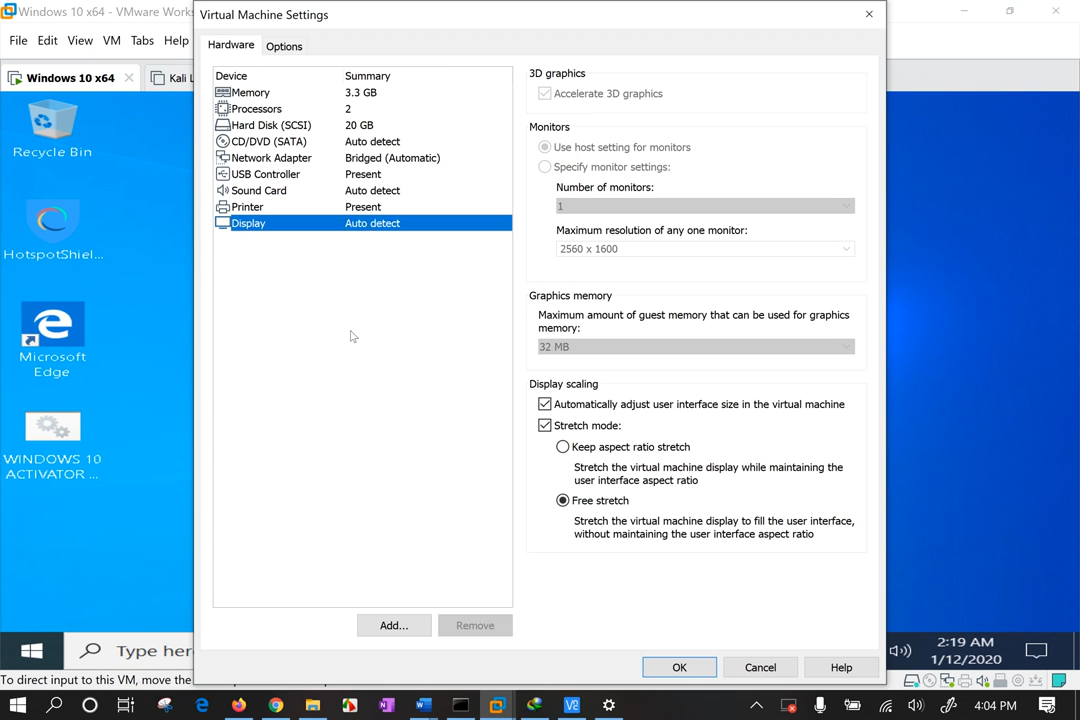 Windows 10 x64 - VMware Works
Virtual Machine Settings
File Edit View VM Tabs Help
Hardware Options
Windows 10 x64
Kali L
Device Summary
Memory 3.3 GB
Processors 2
Hard Disk (SCSI) 20 GB
CD/DVD (SATA) Auto detect
Network Adapter Bridged (Automatic)
USB Controller Present
Sound Card Auto detect
Printer Present
Display Auto detect
Add...
Remove
3D graphics
Accelerate 3D graphics
Monitors
Use host setting for monitors
Specify monitor settings:
Number of monitors:
1
Maximum resolution of any one monitor:
2560 x 1600
Graphics memory
Maximum amount of guest memory that can be used for graphics
memory:
32 MB
Display scaling
Automatically adjust user interface size in the virtual machine
Stretch mode:
Keep aspect ratio stretch
Stretch the virtual machine display while maintaining the
user interface aspect ratio
Free stretch
Stretch the virtual machine display to fill the user interface,
without maintaining the user interface aspect ratio
OK
Cancel
Help
Recycle Bin
HotspotShiel...
Microsoft
Edge
WINDOWS 10
ACTIVATOR ...
Type her
2:19 AM
1/12/2020
To direct input to this VM, move the
4:04 PM